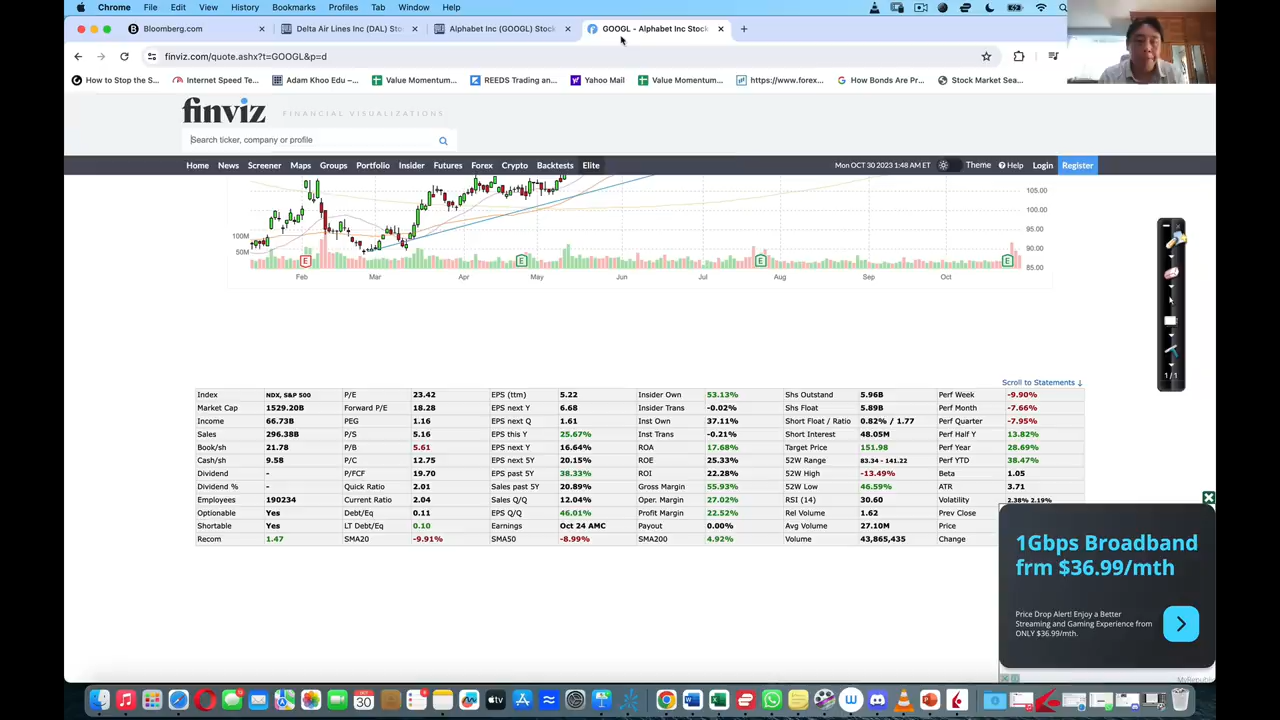 Chrome File Edit View History Bookmarks Profiles Tab Window Help
Bloomberg.com Delta Air Lines Inc (DAL) Sto Alphabet Inc (GOOGL) Stock GOOGL - Alphabet Inc Stock
finviz.com/quote.ashx?t=GOOGL&p=r
How to Stop the S... Internet Speed Te... Adam Khoo Edu –... Value Momentum... REEDS Trading an... Yahoo Mail Value Momentum... https://www.forex... How Bonds Are Pr... Stock Market Sea...
finviz FINANCIAL VISUALIZATIONS
Search ticker, company or profile
Home News Screener Maps Groups Portfolio Insider Futures Forex Crypto Backtests Elite Mon OCT 30 2023 1:48 AM ET Theme Help Login Register
105.00
100.00
95.00
100M
90.00
50M
E E E E
85.00
Feb Mar Apr May Jun Jul Aug Sep Oct
1/1
Scroll to Statements ↓
Index NDX, S&P 500 P/E 23.42 EPS (ttm) 5.22 Insider Own 53.13% Shs Outstand 5.96B Perf Week -9.90%
Market Cap 1529.20B Forward P/E 18.28 EPS next Y 6.68 Insider Trans -0.02% Shs Float 5.89B Perf Month -7.66%
Income 66.73B PEG 1.16 EPS next Q 1.61 Inst Own 37.11% Short Float / Ratio 0.82% / 1.77 Perf Quarter -7.95%
Sales 296.38B P/S 5.16 EPS this Y 25.67% Inst Trans -0.21% Short Interest 48.05M Perf Half Y 13.82%
Book/sh 21.78 P/B 5.61 EPS next Y 16.64% ROA 17.68% Target Price 151.98 Perf Year 28.69%
Cash/sh 9.58 P/C 12.75 EPS next 5Y 20.15% ROE 25.33% 52W Range 83.34 - 141.22 Perf YTD 38.47%
Dividend - P/FCF 19.70 EPS past 5Y 38.33% ROI 22.28% 52W High -13.49% Beta 1.05
Dividend % - Quick Ratio 2.01 Sales past 5Y 20.89% Gross Margin 55.93% 52W Low 46.59% ATR 3.71
Employees 190234 Current Ratio 2.04 Sales Q/Q 12.04% Oper. Margin 27.02% RSI (14) 30.60 Volatility 2.38% 2.19%
Optionable Yes Debt/Eq 0.11 EPS Q/Q 46.01% Profit Margin 22.52% Rel Volume 1.62 Prev Close
Shortable Yes LT Debt/Eq 0.10 Earnings Oct 24 AMC Payout 0.00% Avg Volume 27.10M Price
Recom 1.47 SMA20 -9.91% SMA50 -8.99% SMA200 4.92% Volume 43,865,435 Change
1Gbps Broadband
frm $36.99/mth
Price Drop Alert! Enjoy a Better
Streaming and Gaming Experience from
ONLY $36.99/mth.